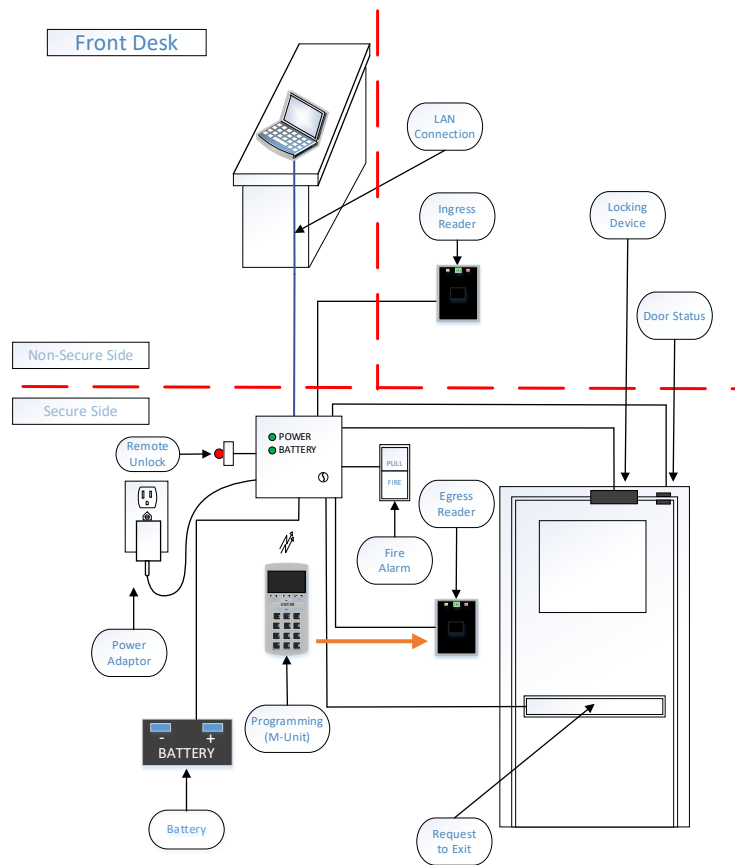 Front Desk
LAN
Connection
Ingress
Reader
Locking
Device
Door Status
Non-Secure Side
Secure Side
POWER
BATTERY
Remote
Unlock
PULL
FIRE
Egress
Reader
Fire
Alarm
ENTER
Power
Adaptor
Programming
(M-Unit)
- +
BATTERY
Battery
Request
to Exit